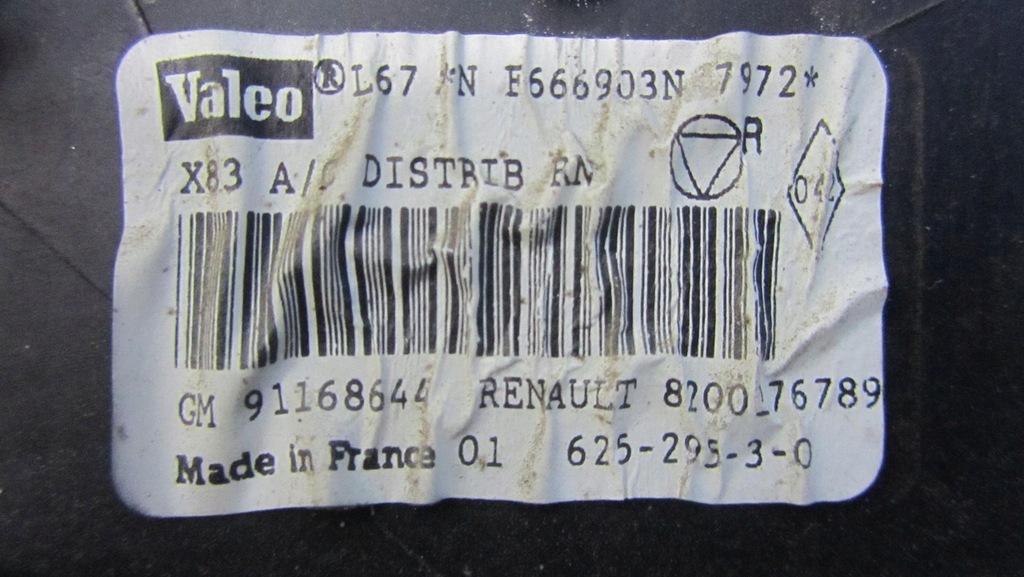 Valeo ® L67 *N F666903N 7972*
X83 A/C DISTRIB RN
R
04
GM 91168644 RENAULT 8200176789
Made in France 01 625-295-3-0